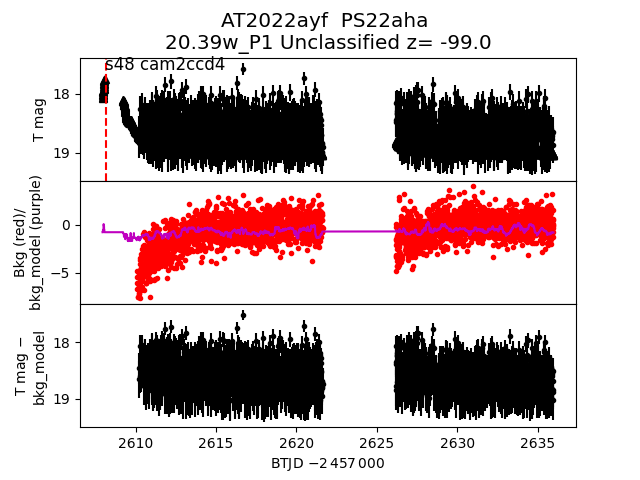 AT2022ayf  PS22aha
20.39w_P1 Unclassified z= -99.0
s48 cam2ccd4
T mag
18
19
Bkg (red)/
bkg_model (purple)
0
−5
T mag −
bkg_model
18
19
2610 2615 2620 2625 2630 2635
BTJD −2 457 000